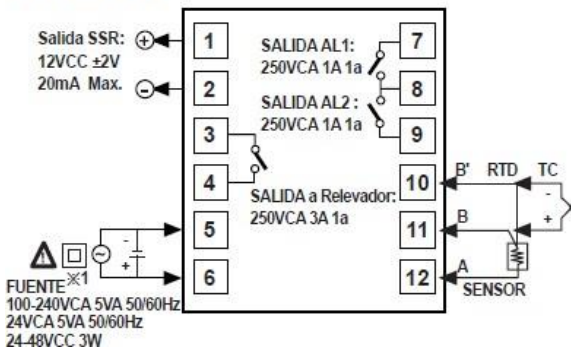 Salida SSR:
12VCC ±2V
20mA Max.
+
-
1
2
3
4
5
6
SALIDA AL1:
250VCA 1A 1a
SALIDA AL2 :
250VCA 1A 1a
SALIDA a Relevador:
250VCA 3A 1a
7
8
9
10
11
12
B' RTD TC
-
+
B
A
SENSOR
-
+
※1
FUENTE
100-240VCA 5VA 50/60Hz
24VCA 5VA 50/60Hz
24-48VCC 3W